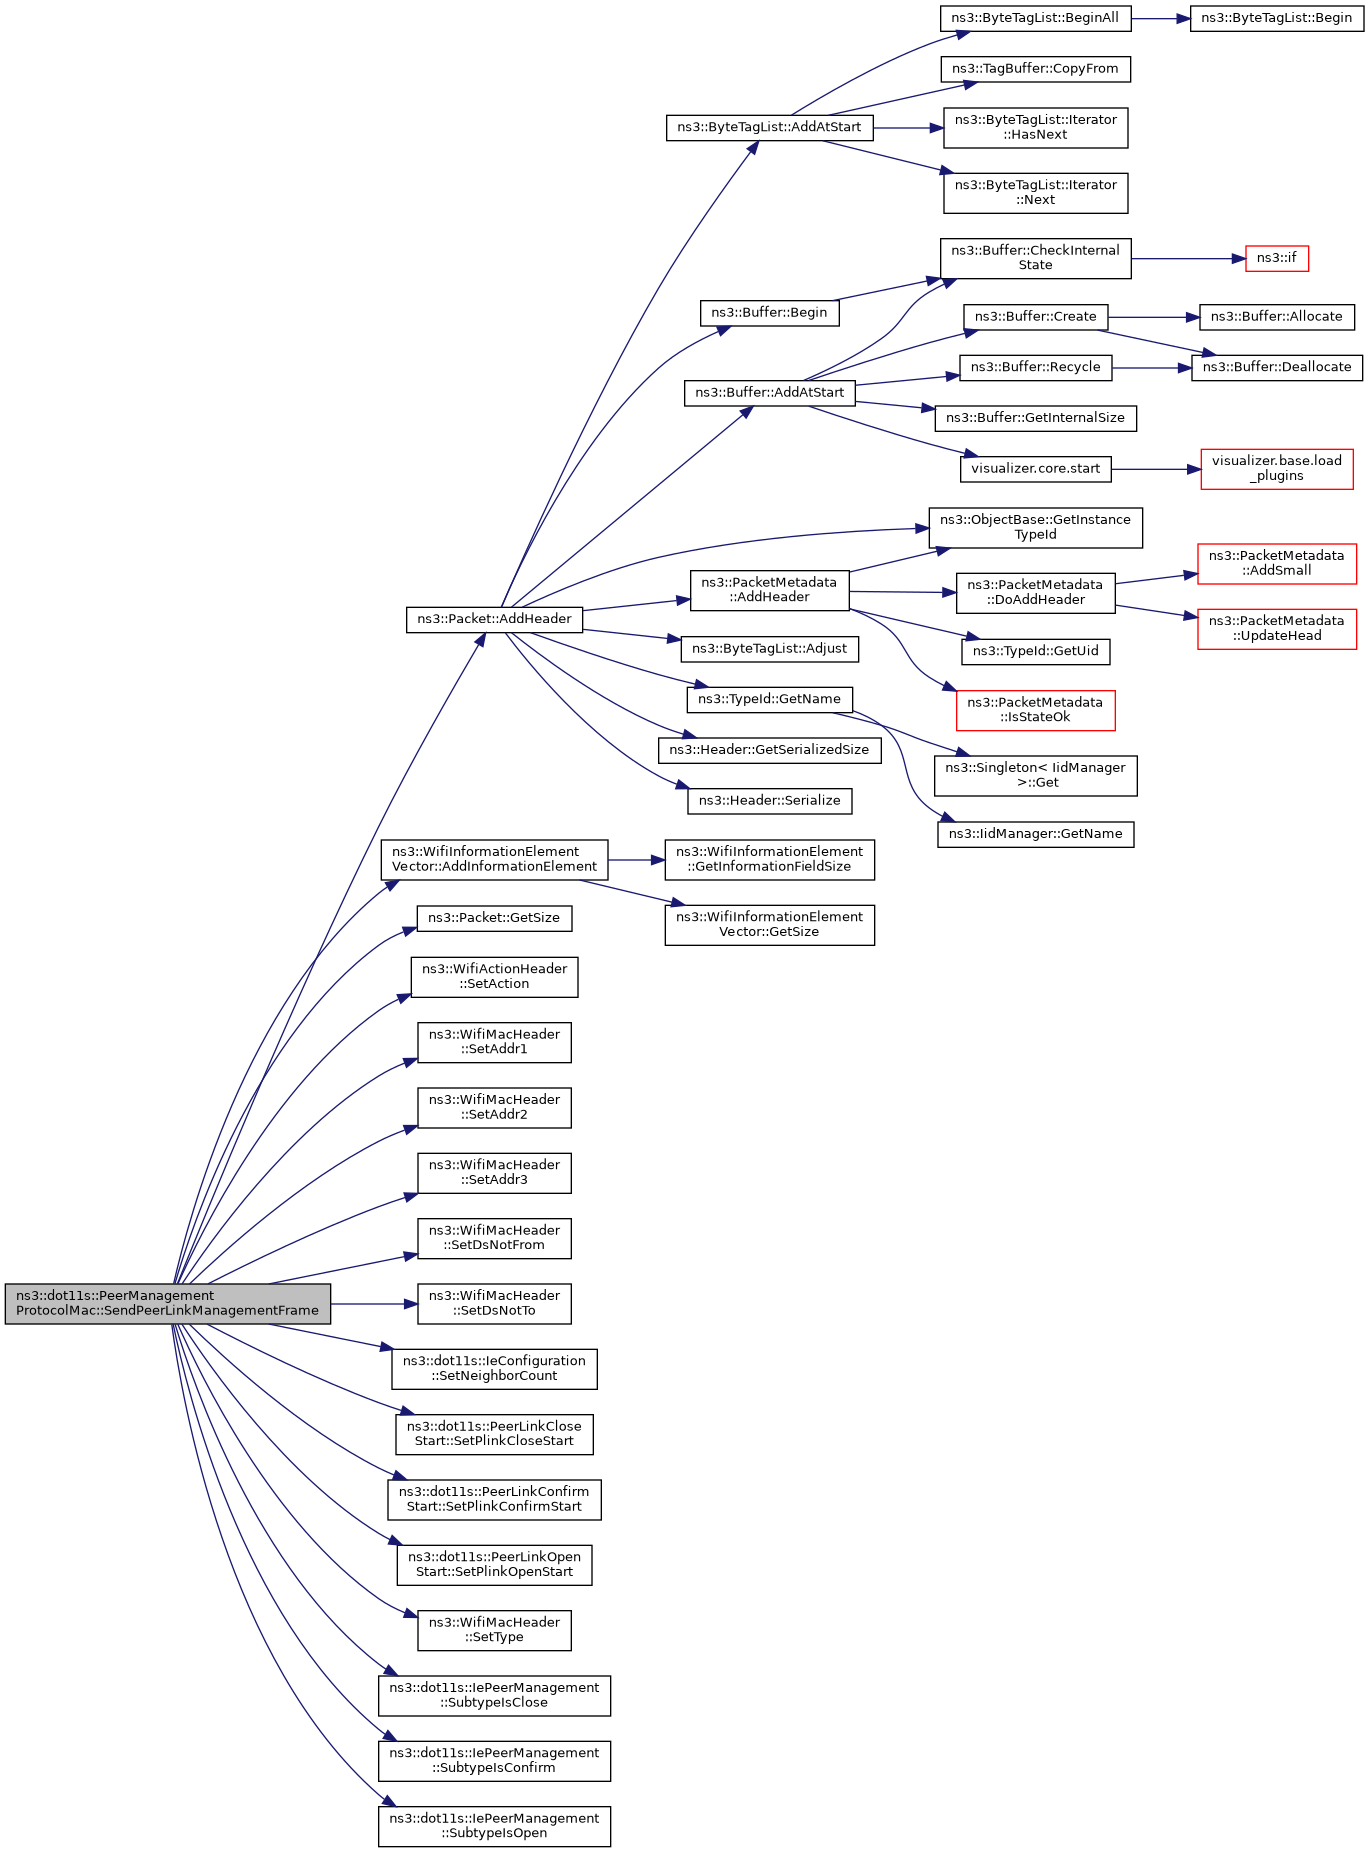 ns3::dot11s::PeerManagement
ProtocolMac::SendPeerLinkManagementFrame
ns3::Packet::AddHeader
ns3::ByteTagList::AddAtStart
ns3::ByteTagList::BeginAll
ns3::ByteTagList::Begin
ns3::TagBuffer::CopyFrom
ns3::ByteTagList::Iterator
::HasNext
ns3::ByteTagList::Iterator
::Next
ns3::Buffer::Begin
ns3::Buffer::CheckInternal
State
ns3::if
ns3::Buffer::AddAtStart
ns3::Buffer::Create
ns3::Buffer::Allocate
ns3::Buffer::Deallocate
ns3::Buffer::Recycle
ns3::Buffer::GetInternalSize
visualizer.core.start
visualizer.base.load
_plugins
ns3::ObjectBase::GetInstance
TypeId
ns3::PacketMetadata
::AddHeader
ns3::PacketMetadata
::DoAddHeader
ns3::PacketMetadata
::AddSmall
ns3::PacketMetadata
::UpdateHead
ns3::TypeId::GetUid
ns3::PacketMetadata
::IsStateOk
ns3::ByteTagList::Adjust
ns3::TypeId::GetName
ns3::Singleton< IidManager
>::Get
ns3::IidManager::GetName
ns3::Header::GetSerializedSize
ns3::Header::Serialize
ns3::WifiInformationElement
Vector::AddInformationElement
ns3::WifiInformationElement
::GetInformationFieldSize
ns3::WifiInformationElement
Vector::GetSize
ns3::Packet::GetSize
ns3::WifiActionHeader
::SetAction
ns3::WifiMacHeader
::SetAddr1
ns3::WifiMacHeader
::SetAddr2
ns3::WifiMacHeader
::SetAddr3
ns3::WifiMacHeader
::SetDsNotFrom
ns3::WifiMacHeader
::SetDsNotTo
ns3::dot11s::IeConfiguration
::SetNeighborCount
ns3::dot11s::PeerLinkClose
Start::SetPlinkCloseStart
ns3::dot11s::PeerLinkConfirm
Start::SetPlinkConfirmStart
ns3::dot11s::PeerLinkOpen
Start::SetPlinkOpenStart
ns3::WifiMacHeader
::SetType
ns3::dot11s::IePeerManagement
::SubtypeIsClose
ns3::dot11s::IePeerManagement
::SubtypeIsConfirm
ns3::dot11s::IePeerManagement
::SubtypeIsOpen